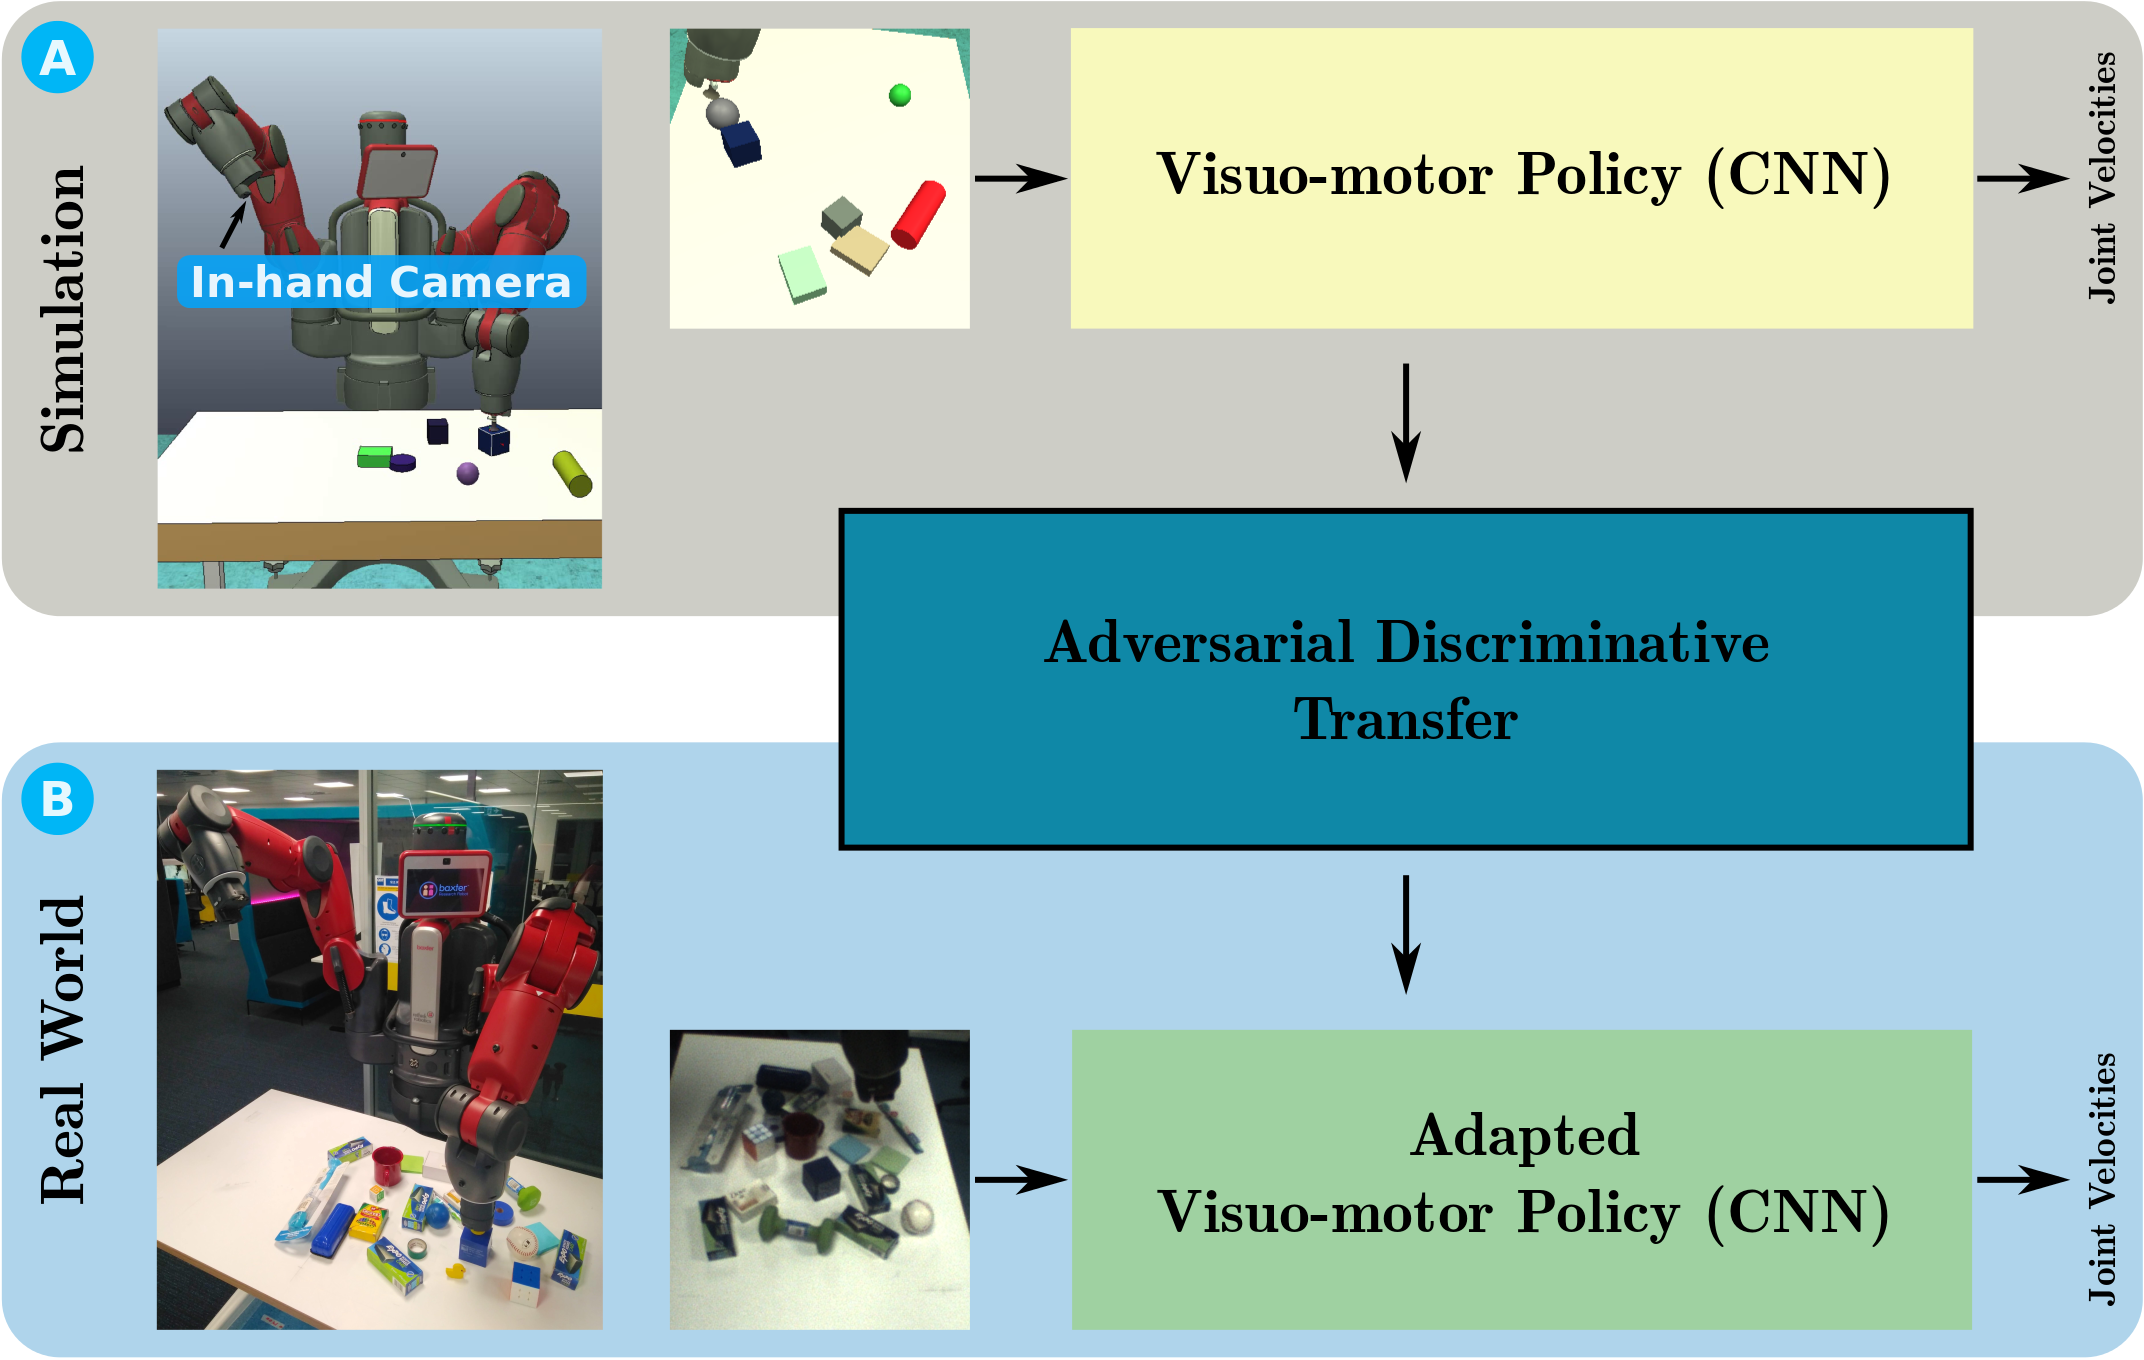 A
Simulation
In-hand Camera
Visuo-motor Policy (CNN)
Joint Velocities
Adversarial Discriminative
Transfer
B
Real World
baxter
Adapted
Visuo-motor Policy (CNN)
Joint Velocities